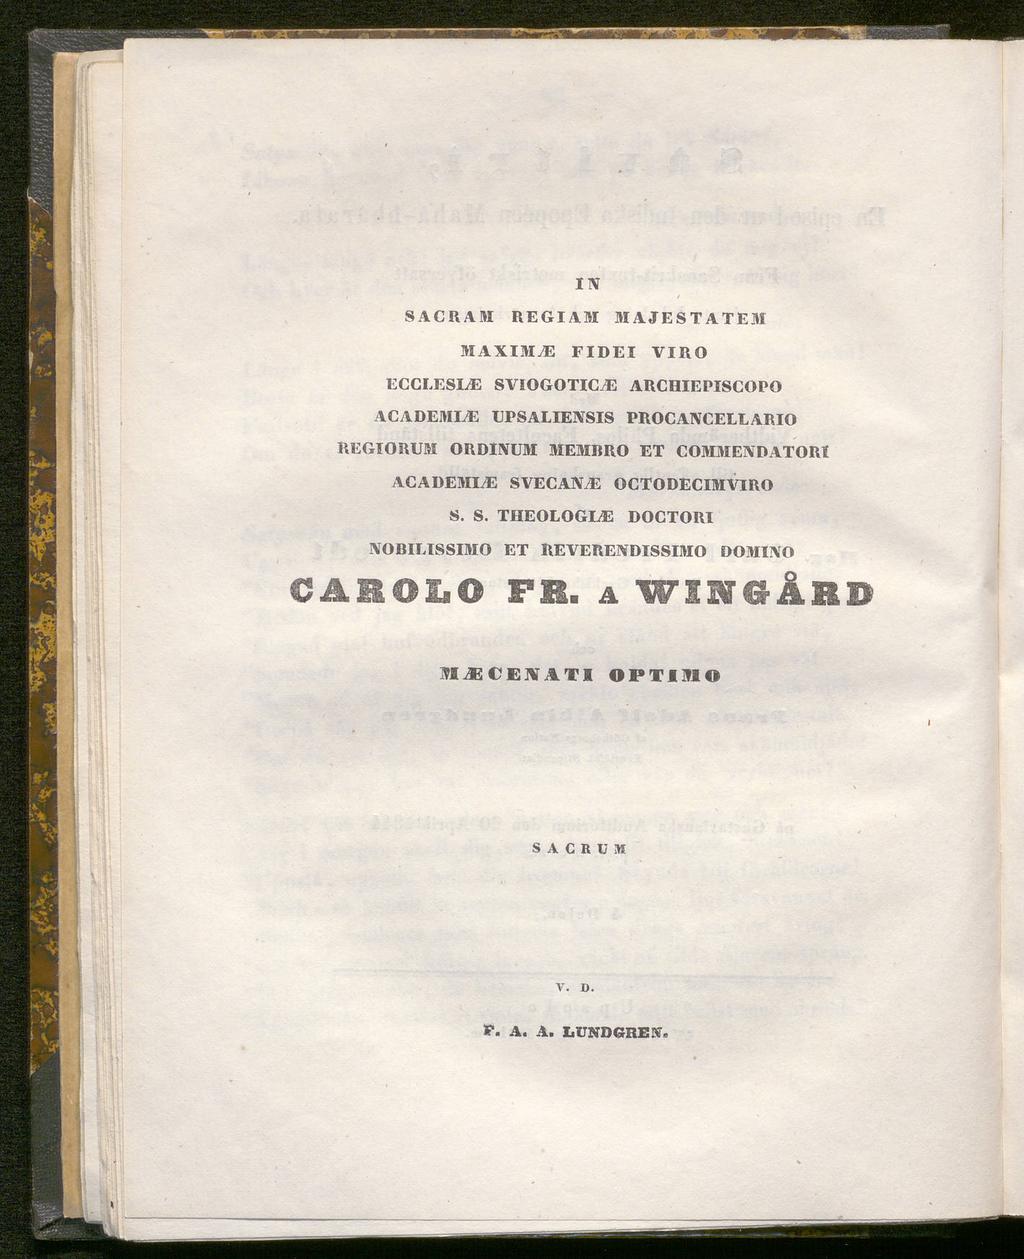 IN
SACRAM REGIAM MAJESTATEM
MAXIMÆ FIDEI VIRO
ECCLESIÆ SVIOGOTICÆ ARCHIEPISCOPO
ACADEMIÆ UPSALIENSIS PROCANCELLARIO
REGIORUM ORDINUM MEMBRO ET COMMENDATORI
ACADEMIÆ SVECANÆ OCTODECIMVIRO
S. S. THEOLOGIÆ DOCTORI
NOBILISSIMO ET REVERENDISSIMO DOMINO
CAROLO FR. A WINGÅRD
MÆCENATI OPTIMO
SACRUM
V. D.
F. A. A. LUNDGREN.